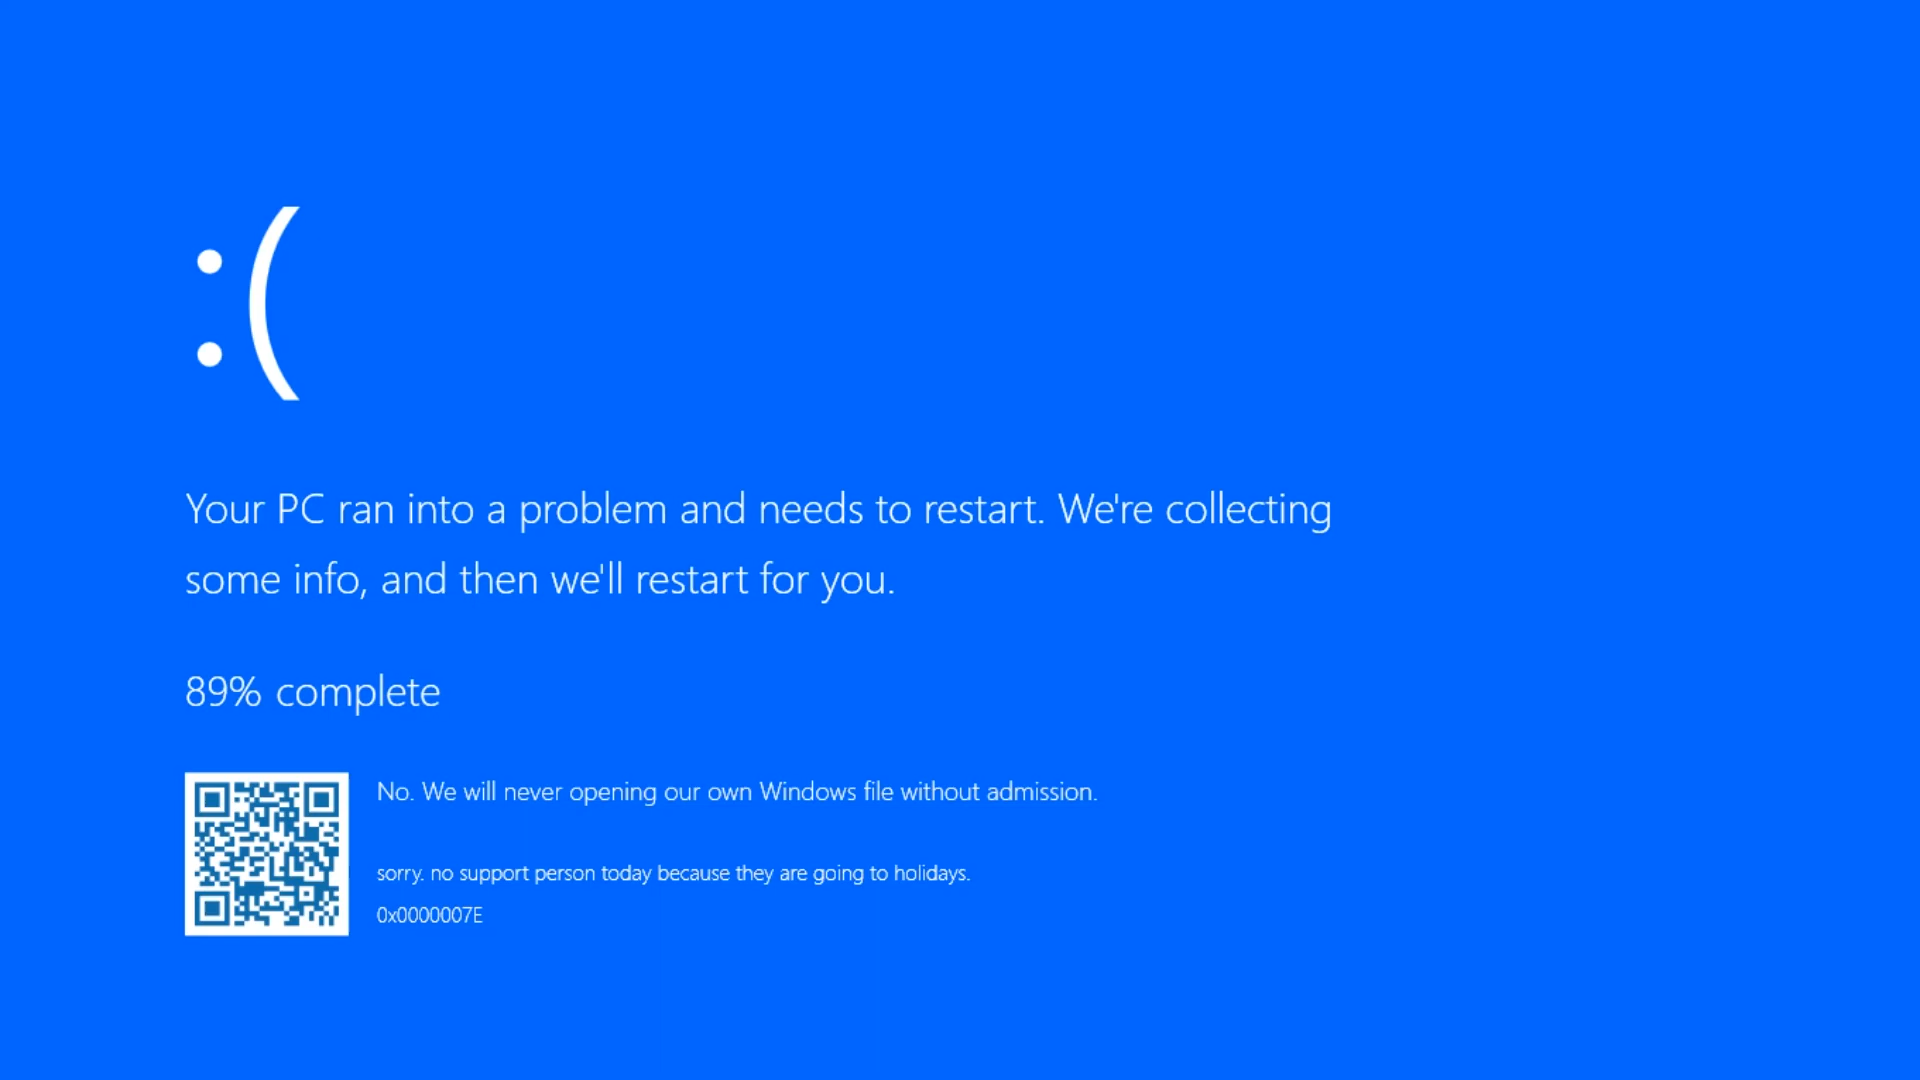 :(
Your PC ran into a problem and needs to restart. We're collecting
some info, and then we'll restart for you.
89% complete
No. We will never opening our own Windows file without admission.
sorry. no support person today because they are going to holidays.
0x0000007E